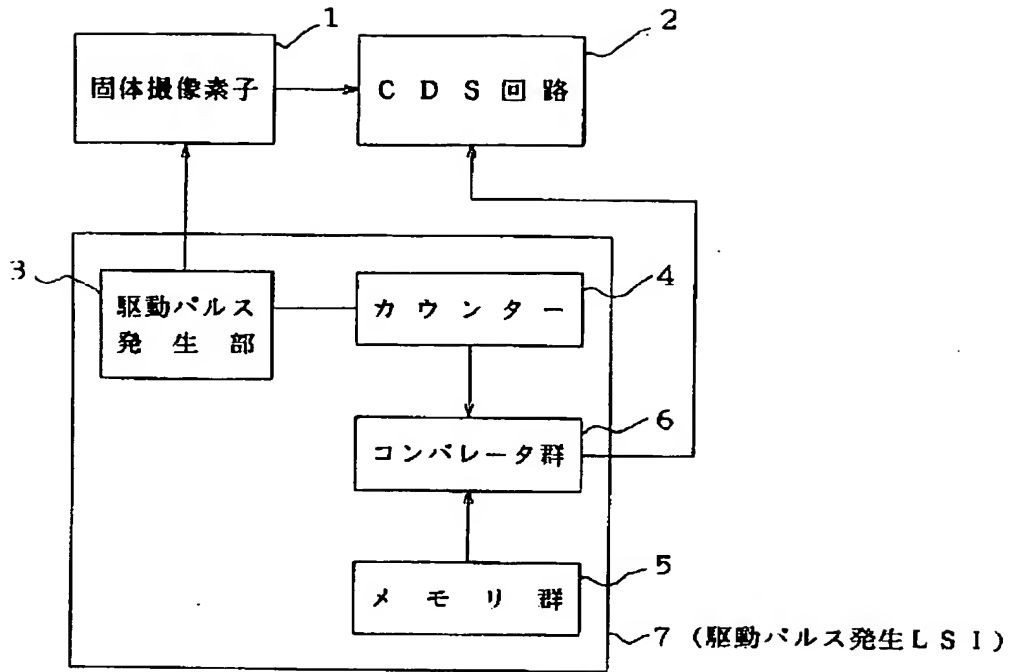 1
2
固体撮像素子
CDS回路
3
4
駆動パルス
発生部
カウンター
6
コンパレータ群
5
メモリ群
7 (駆動パルス発生LSI)